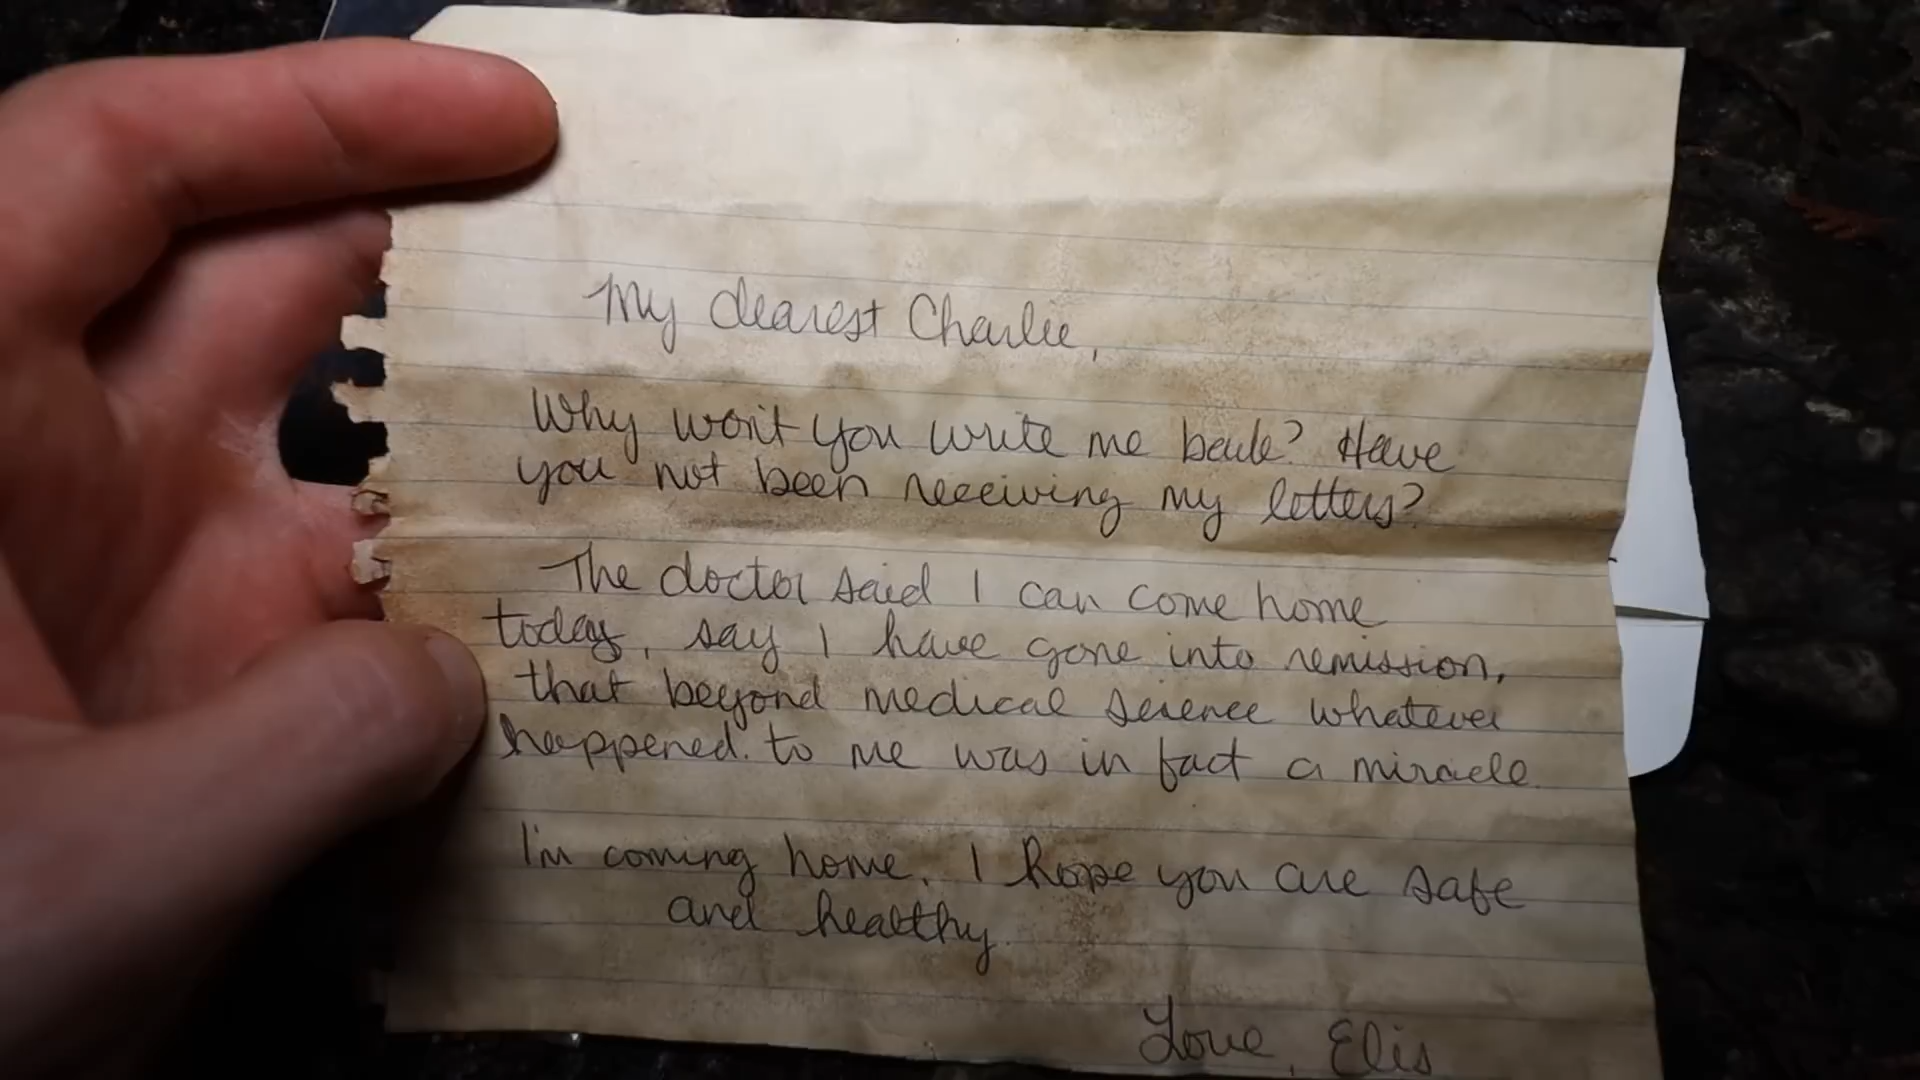 My dearest Charlie,
Why won't you write me back? Have
you not been receiving my letters?
The doctor said I can come home
today, say I have gone into remission,
that beyond medical science whatever
happened. to me was in fact a miracle.
I'm coming home. I hope you are safe
and healthy.
Love, Elis